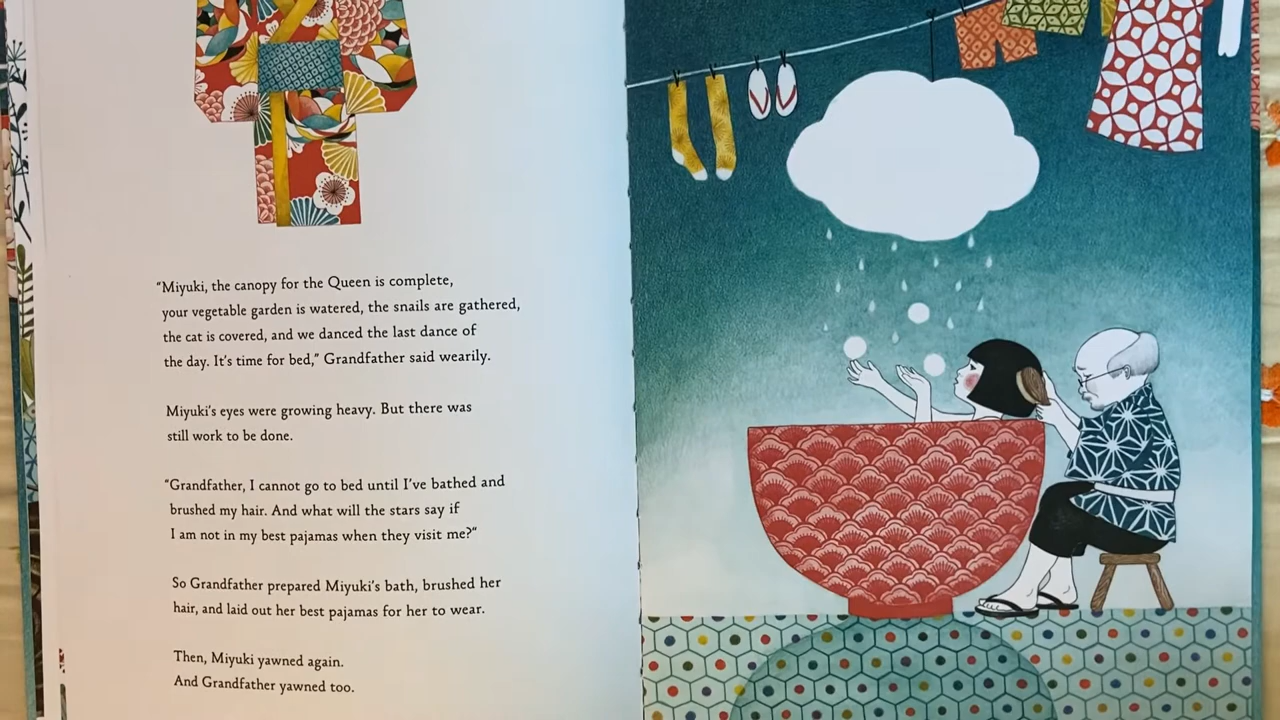 “Miyuki, the canopy for the Queen is complete,
your vegetable garden is watered, the snails are gathered,
the cat is covered, and we danced the last dance of
the day. It's time for bed,” Grandfather said wearily.
Miyuki's eyes were growing heavy. But there was
still work to be done.
“Grandfather, I cannot go to bed until I've bathed and
brushed my hair. And what will the stars say if
I am not in my best pajamas when they visit me?”
So Grandfather prepared Miyuki's bath, brushed her
hair, and laid out her best pajamas for her to wear.
Then, Miyuki yawned again.
And Grandfather yawned too.